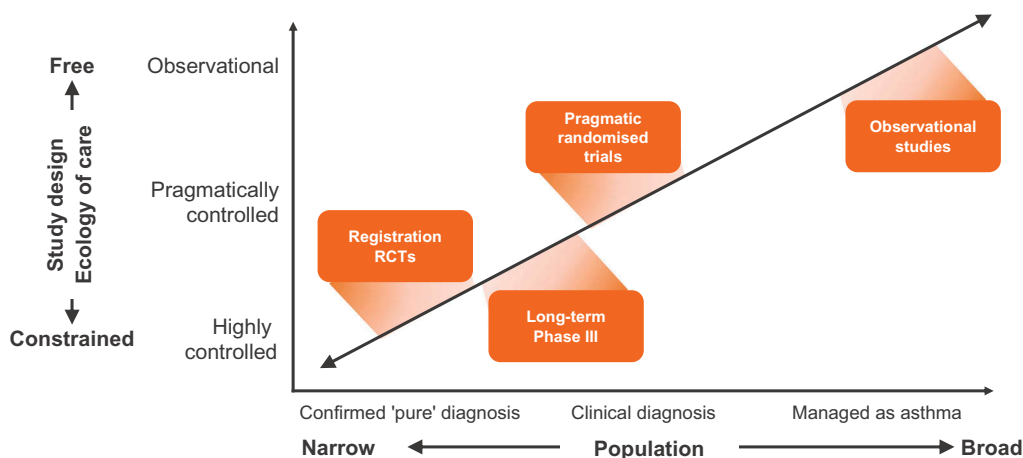 Free
Study design
Ecology of care
Constrained
Observational
Pragmatically
controlled
Highly
controlled
Registration
RCTs
Long-term
Phase III
Pragmatic
randomised
trials
Observational
studies
Confirmed 'pure' diagnosis
Clinical diagnosis
Managed as asthma
Narrow
Population
Broad